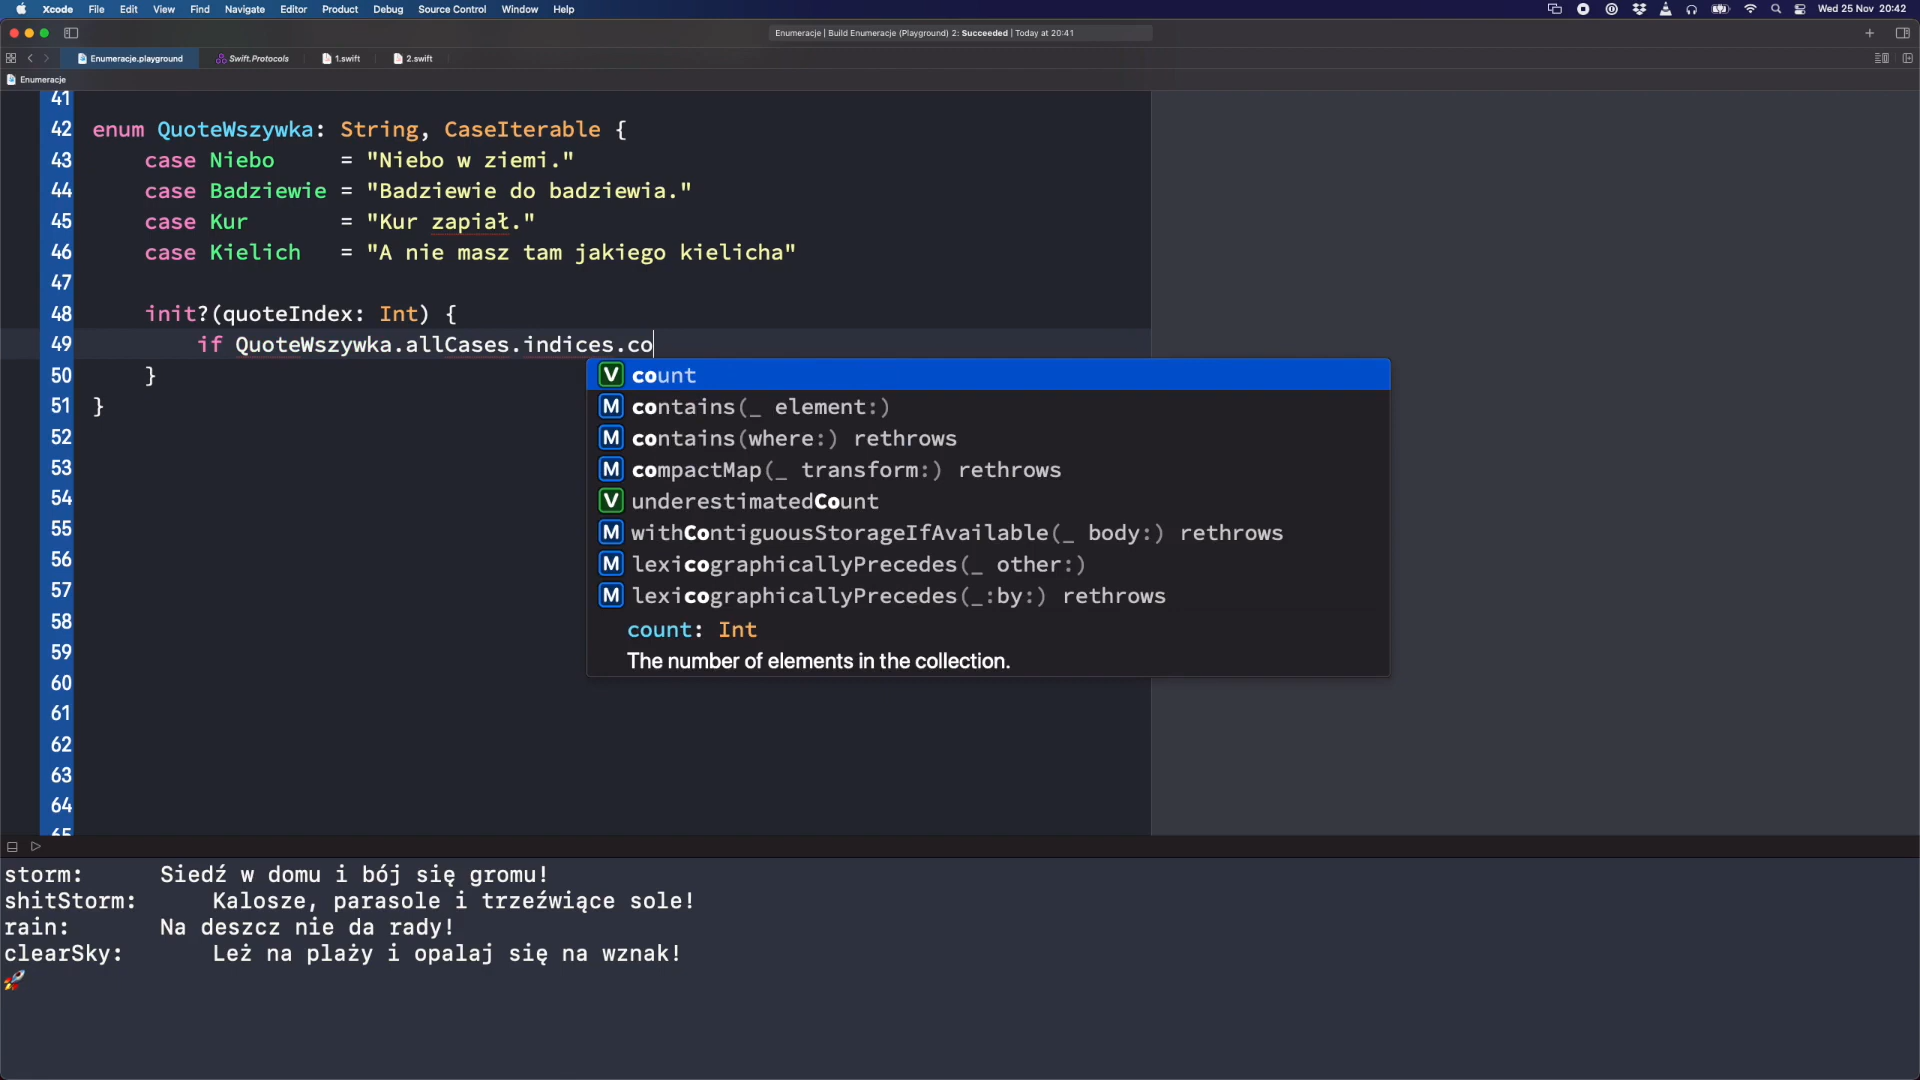 Xcode File Edit View Find Navigate Editor Product Debug Source Control Window Help Wed 25 Nov 20:42
Enumeracje | Build Enumeracje (Playground) 2: Succeeded | Today at 20:41
Enumeracje.playground Swift.Protocols 1.swift 2.swift
Enumeracje
41
42 enum QuoteWszywka: String, CaseIterable {
43 case Niebo = "Niebo w ziemi."
44 case Badziewie = "Badziewie do badziewia."
45 case Kur = "Kur zapiał."
46 case Kielich = "A nie masz tam jakiego kielicha"
47
48 init?(quoteIndex: Int) {
49 if QuoteWszywka.allCases.indices.co
50 }
51 }
52
53
54
55
56
57
58
59
60
61
62
63
64
65
V count
M contains(_ element:)
M contains(where:) rethrows
M compactMap(_ transform:) rethrows
V underestimatedCount
M withContiguousStorageIfAvailable(_ body:) rethrows
M lexicographicallyPrecedes(_ other:)
M lexicographicallyPrecedes(_:by:) rethrows
count: Int
The number of elements in the collection.
storm: Siedź w domu i bój się gromu!
shitStorm: Kalosze, parasole i trzeźwiące sole!
rain: Na deszcz nie da rady!
clearSky: Leż na plaży i opalaj się na wznak!
🚀